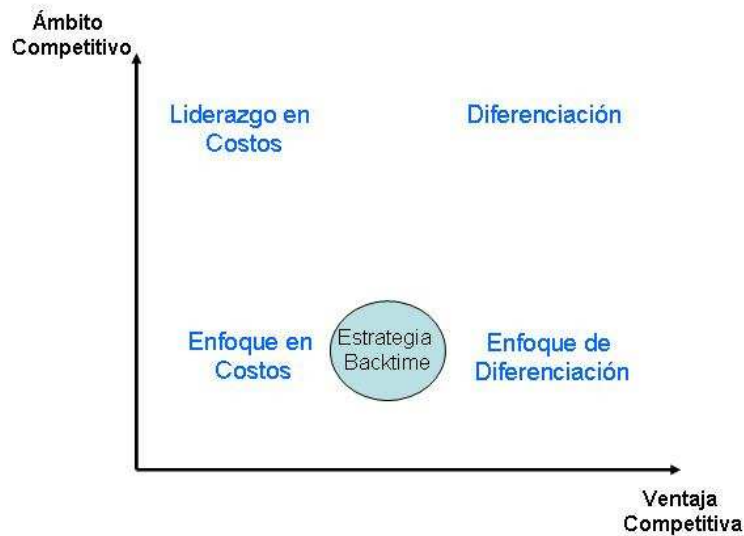 Ámbito
Competitivo
Liderazgo en
Costos
Diferenciación
Enfoque en
Costos
Estrategia
Backtime
Enfoque de
Diferenciación
Ventaja
Competitiva